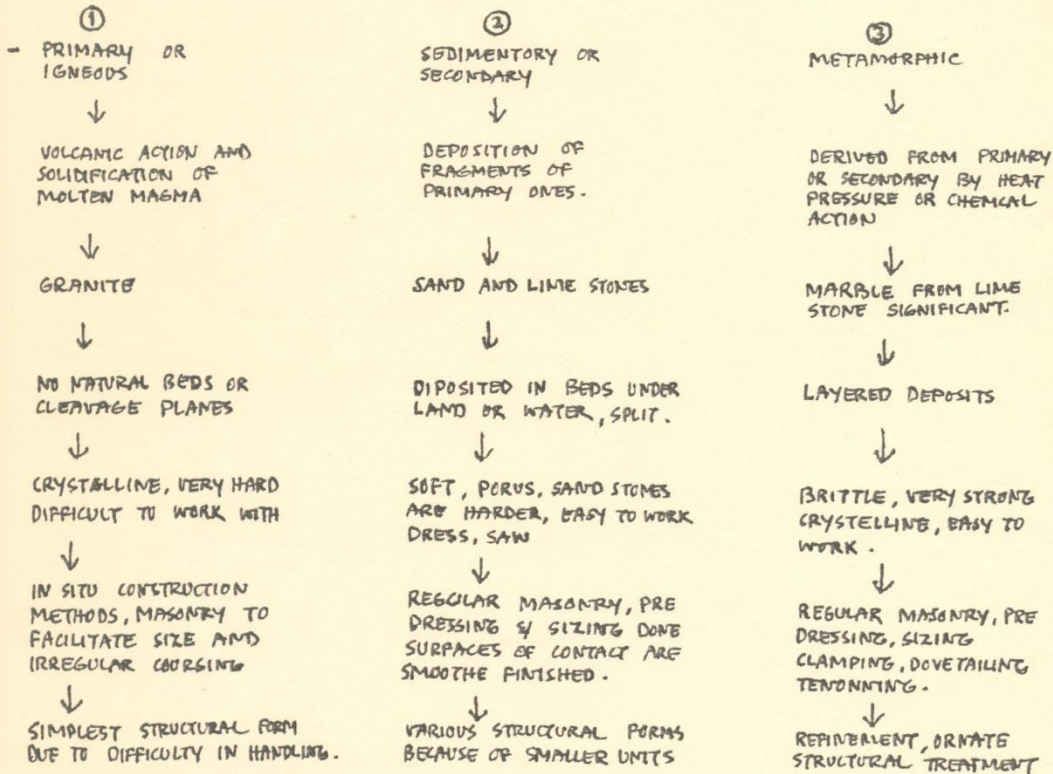 ①
- PRIMARY OR
IGNEOUS
↓
VOLCANIC ACTION AND
SOLIDIFICATION OF
MOLTEN MAGMA
↓
GRANITE
↓
NO NATURAL BEDS OR
CLEAVAGE PLANES
↓
CRYSTALLINE, VERY HARD
DIFFICULT TO WORK WITH
↓
IN SITU CONSTRUCTION
METHODS, MASONRY TO
FACILITATE SIZE AND
IRREGULAR COURSING
↓
SIMPLEST STRUCTURAL FORM
DUE TO DIFFICULTY IN HANDLING.
②
SEDIMENTORY OR
SECONDARY
↓
DEPOSITION OF
FRAGMENTS OF
PRIMARY ONES.
↓
SAND AND LIME STONES
↓
DIPOSITED IN BEDS UNDER
LAND OR WATER, SPLIT.
↓
SOFT, PORUS, SAND STONES
ARE HARDER, EASY TO WORK
DRESS, SAW
↓
REGULAR MASONRY, PRE
DRESSING & SIZING DONE
SURFACES OF CONTACT ARE
SMOOTHE FINISHED.
↓
VARIOUS STRUCTURAL FORMS
BECAUSE OF SMALLER UNITS
③
METAMORPHIC
↓
DERIVED FROM PRIMARY
OR SECONDARY BY HEAT
PRESSURE OR CHEMCAL
ACTION
↓
MARBLE FROM LIME
STONE SIGNIFICANT.
↓
LAYERED DEPOSITS
↓
BRITTLE, VERY STRONG
CRYSTELLINE, EASY TO
WORK.
↓
REGULAR MASONRY, PRE
DRESSING, SIZING
CLAMPING, DOVETAILING
TENONNING.
↓
REFINEMENT, ORNATE
STRUCTURAL TREATMENT